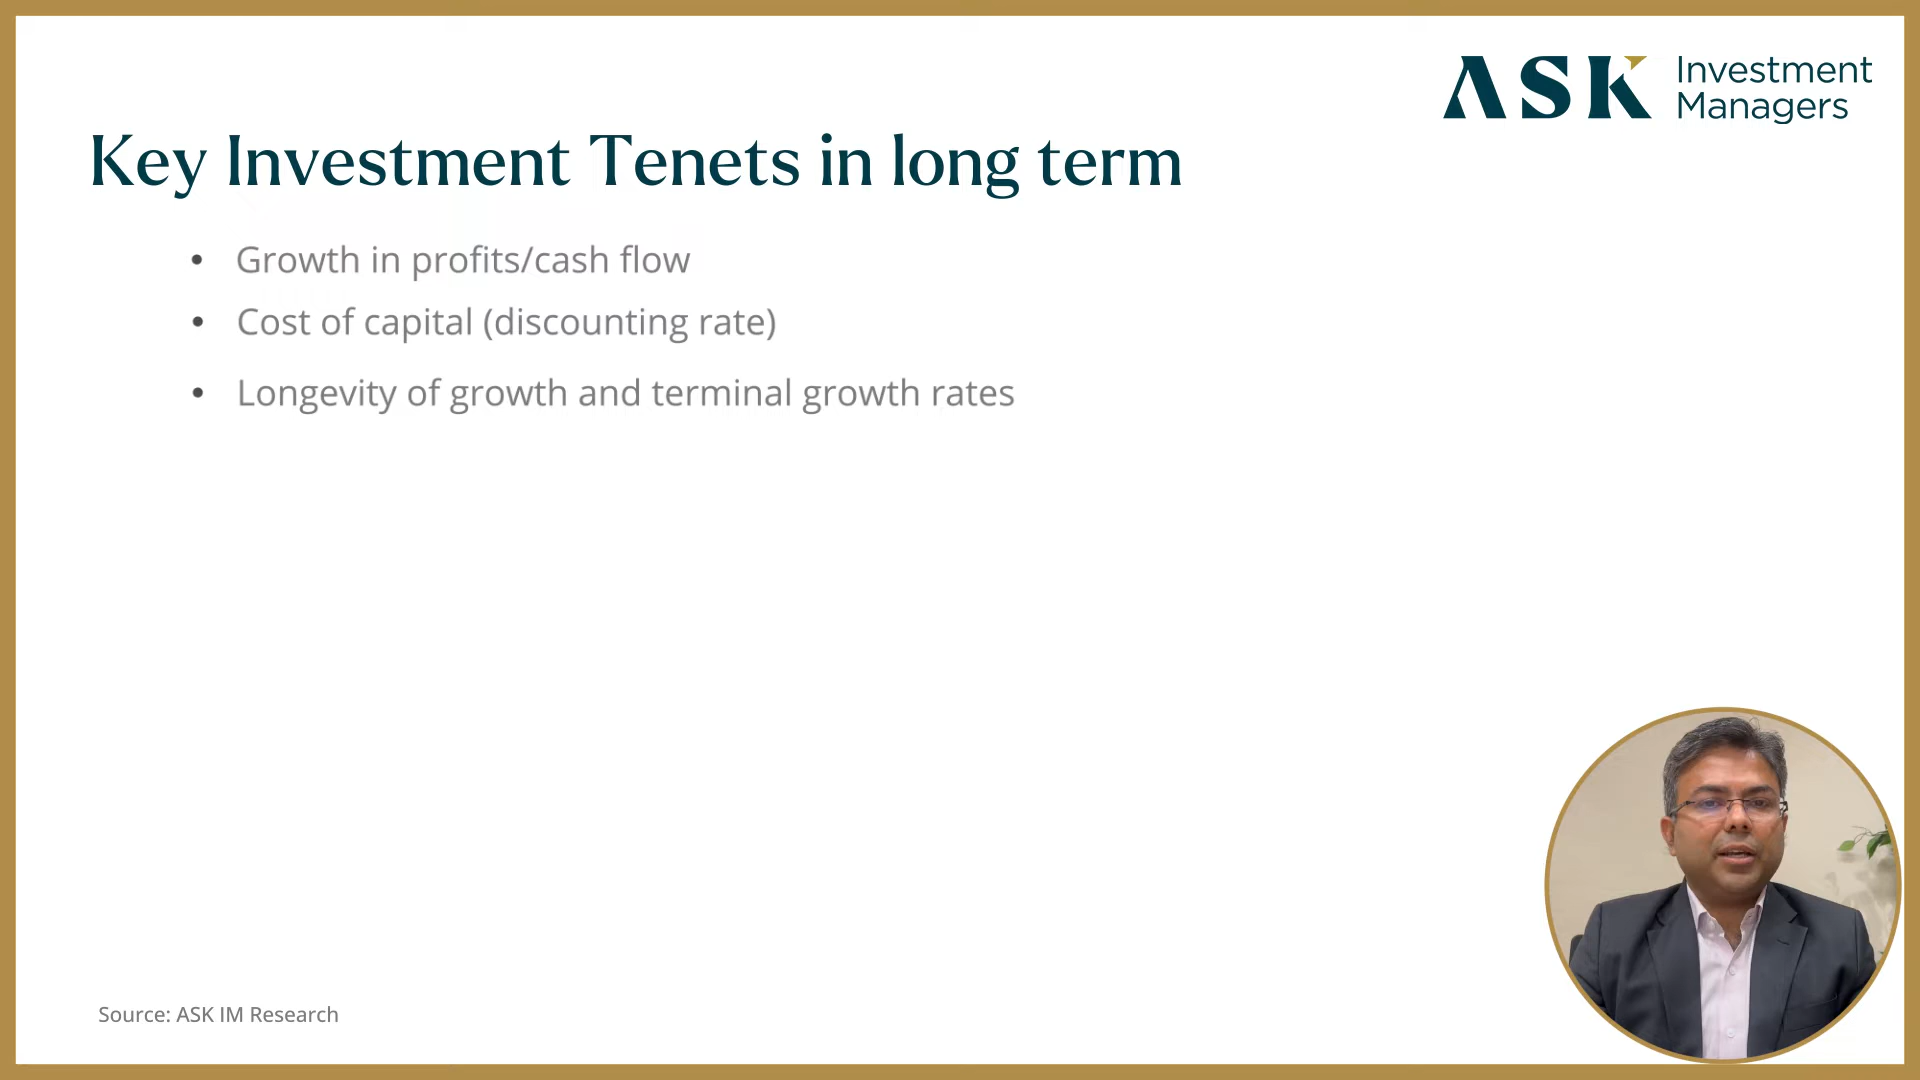 ASK Investment
Managers
Key Investment Tenets in long term
• Growth in profits/cash flow
• Cost of capital (discounting rate)
• Longevity of growth and terminal growth rates
Source: ASK IM Research